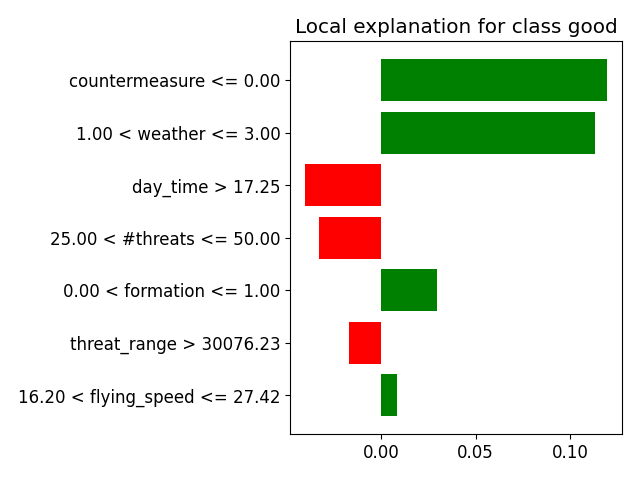 Local explanation for class good
countermeasure <= 0.00
1.00 < weather <= 3.00
day_time > 17.25
25.00 < #threats <= 50.00
0.00 < formation <= 1.00
threat_range > 30076.23
16.20 < flying_speed <= 27.42
0.00 0.05 0.10